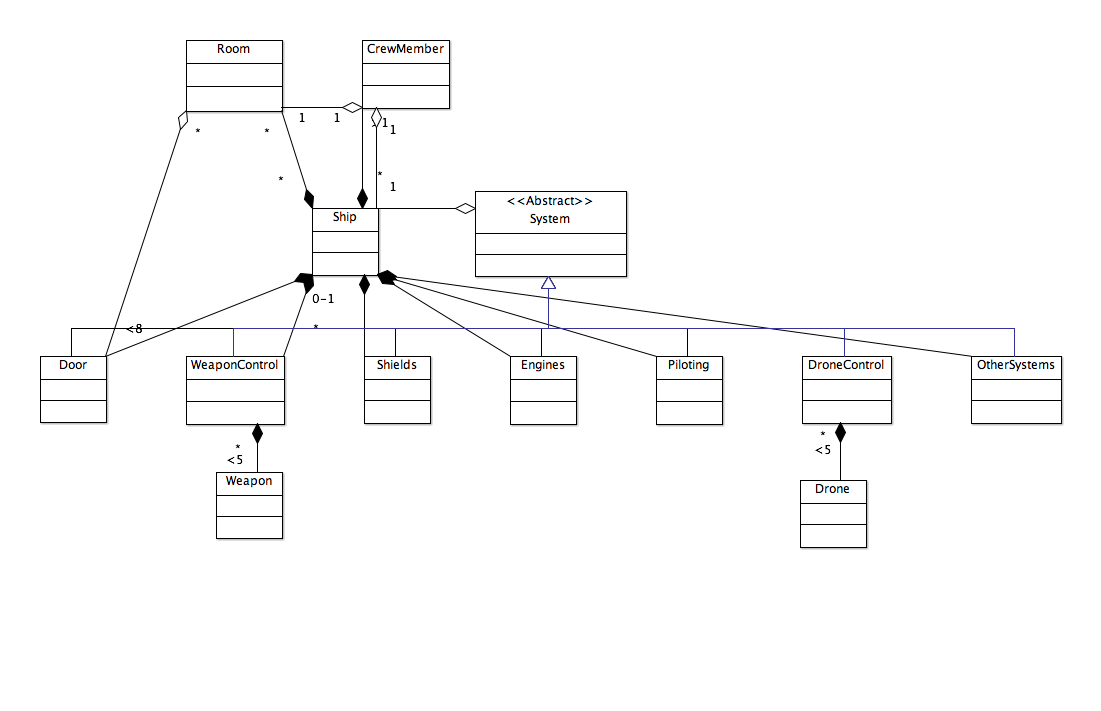 Room
CrewMember
1
1
1
1
*
*
*
*
1
<<Abstract>>
System
Ship
0-1
*
<8
Door
WeaponControl
Shields
Engines
Piloting
DroneControl
OtherSystems
*
<5
*
<5
Weapon
Drone